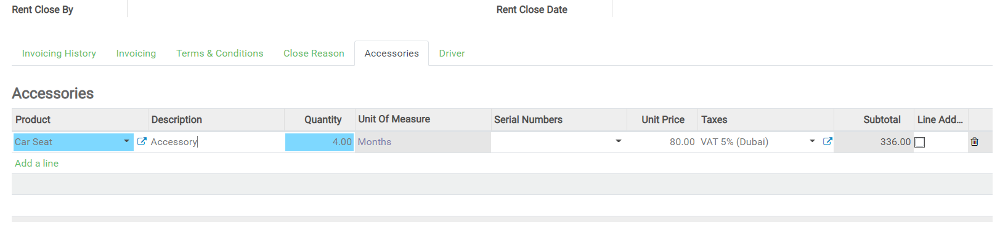 Rent Close By Rent Close Date
Invoicing History Invoicing Terms & Conditions Close Reason Accessories Driver
Accessories
Product Description Quantity Unit Of Measure Serial Numbers Unit Price Taxes Subtotal Line Add...
Car Seat Accessory 4.00 Months 80.00 VAT 5% (Dubai) 336.00
Add a line